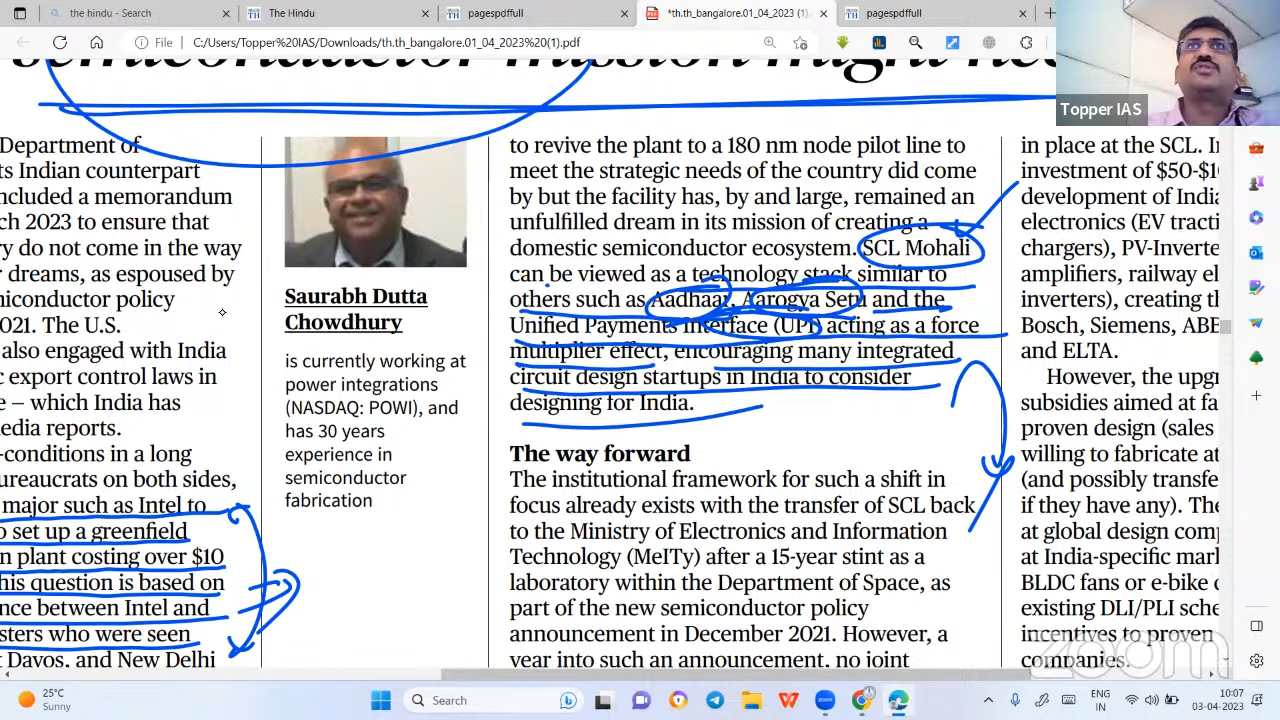 the hindu - Search
The Hindu
pagespdffull
*th.th_bangalore.01_04_2023 (1).
pagespdffull
File
C:/Users/Topper%20IAS/Downloads/th.th_bangalore.01_04_2023%20(1).pdf
Topper IAS
semiconductor mission might
Department of
ts Indian counterpart
ncluded a memorandum
ch 2023 to ensure that
ry do not come in the way
r dreams, as espoused by
miconductor policy
2021. The U.S.
also engaged with India
c export control laws in
e – which India has
nedia reports.
-conditions in a long
ureaucrats on both sides,
major such as Intel to
o set up a greenfield
n plant costing over $10
his question is based on
nce between Intel and
sters who were seen
t Davos, and New Delhi
Saurabh Dutta
Chowdhury
is currently working at
power integrations
(NASDAQ: POWI), and
has 30 years
experience in
semiconductor
fabrication
to revive the plant to a 180 nm node pilot line to
meet the strategic needs of the country did come
by but the facility has, by and large, remained an
unfulfilled dream in its mission of creating a
domestic semiconductor ecosystem. SCL Mohali
can be viewed as a technology stack similar to
others such as Aadhaar, Aarogya Setu and the
Unified Payments Interface (UPI) acting as a force
multiplier effect, encouraging many integrated
circuit design startups in India to consider
designing for India.
The way forward
The institutional framework for such a shift in
focus already exists with the transfer of SCL back
to the Ministry of Electronics and Information
Technology (MeITy) after a 15-year stint as a
laboratory within the Department of Space, as
part of the new semiconductor policy
announcement in December 2021. However, a
year into such an announcement, no joint
in place at the SCL. I
investment of $50-$1
development of India
electronics (EV tracti
chargers), PV-Inverte
amplifiers, railway el
inverters), creating th
Bosch, Siemens, ABB
and ELTA.
However, the upg
subsidies aimed at fa
proven design (sales
willing to fabricate at
(and possibly transfe
if they have any). The
at global design comp
at India-specific mar
BLDC fans or e-bike
existing DLI/PLI sche
incentives to proven
companies.
zoom
25°C
Sunny
Search
ENG
IN
10:07
03-04-2023